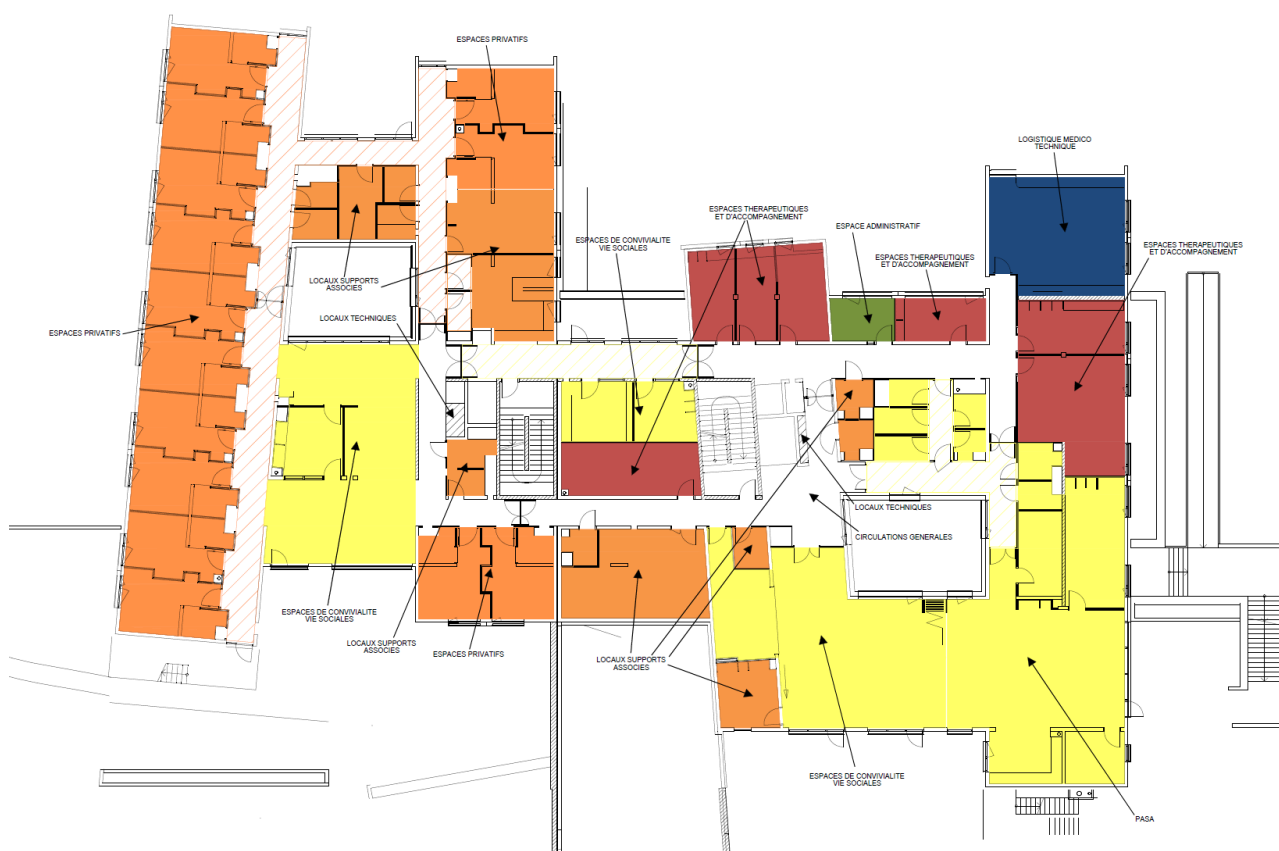 ESPACES PRIVATIFS
LOGISTIQUE MEDICO
TECHNIQUE
ESPACES THERAPEUTIQUES
ET D'ACCOMPAGNEMENT
ESPACE ADMINISTRATIF
ESPACES DE CONVIVIALITE
VIE SOCIALES
ESPACES THERAPEUTIQUES
ET D'ACCOMPAGNEMENT
ESPACES THERAPEUTIQUES
ET D'ACCOMPAGNEMENT
LOCAUX SUPPORTS
ASSOCIES
LOCAUX TECHNIQUES
ESPACES PRIVATIFS
LOCAUX TECHNIQUES
CIRCULATIONS GENERALES
ESPACES DE CONVIVIALITE
VIE SOCIALES
LOCAUX SUPPORTS
ASSOCIES
ESPACES PRIVATIFS
LOCAUX SUPPORTS
ASSOCIES
ESPACES DE CONVIVIALITE
VIE SOCIALES
PASA